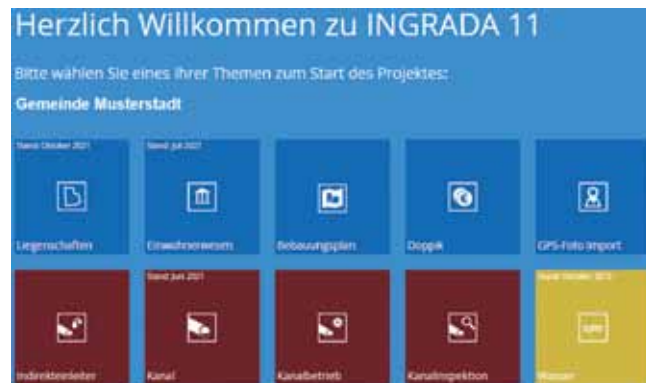 Herzlich Willkommen zu INGRADA 11
Bitte wählen Sie eines Ihrer Themen zum Start des Projektes:
Gemeinde Musterstadt
Stand Oktober 2021 Stand Juli 2021
Liegenschaften Einwohnerwesen Bebauungsplan Doppik GPS-Foto Import
Stand Juni 2021 Stand Oktober
Indirekteinleiter Kanal Kanalbetrieb Kanalinspektion Wasser